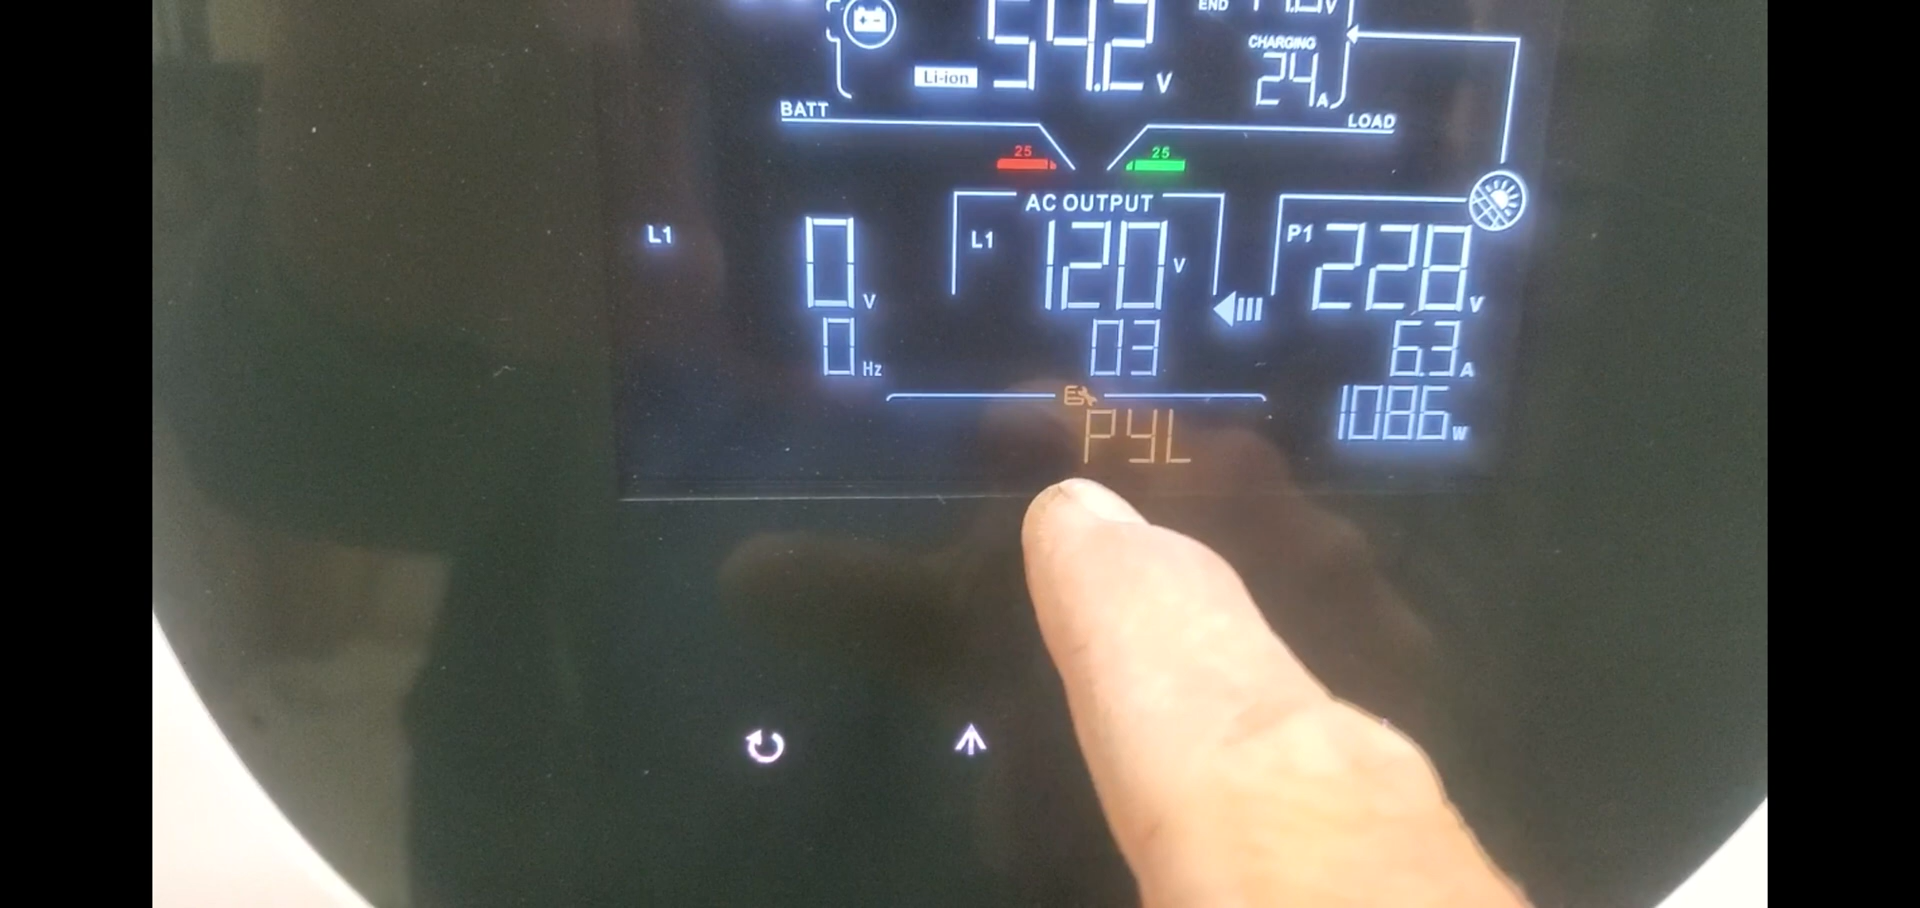 END
54.2 V
CHARGING
24 A
Li-ion
BATT
LOAD
25
25
AC OUTPUT
L1
0 V
L1
120 V
P1
228 V
0 Hz
03
6.3 A
1086 W
PYL